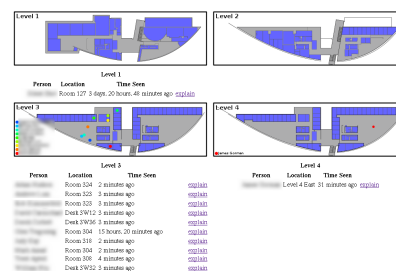 Level 1
Level 2
Level 1
Person Location Time Seen
Room 127 3 days, 20 hours, 48 minutes ago explain
Level 3
Level 4
Level 3
Person Location Time Seen
Room 324 2 minutes ago explain
Room 323 3 minutes ago explain
Room 323 3 minutes ago explain
Desk 3W12 3 minutes ago explain
Desk 3W36 3 minutes ago explain
Room 304 15 hours, 20 minutes ago explain
Room 318 2 minutes ago explain
Room 304 2 minutes ago explain
Room 308 4 minutes ago explain
Desk 3W32 3 minutes ago explain
Level 4
Person Location Time Seen
Level 4 East 31 minutes ago explain